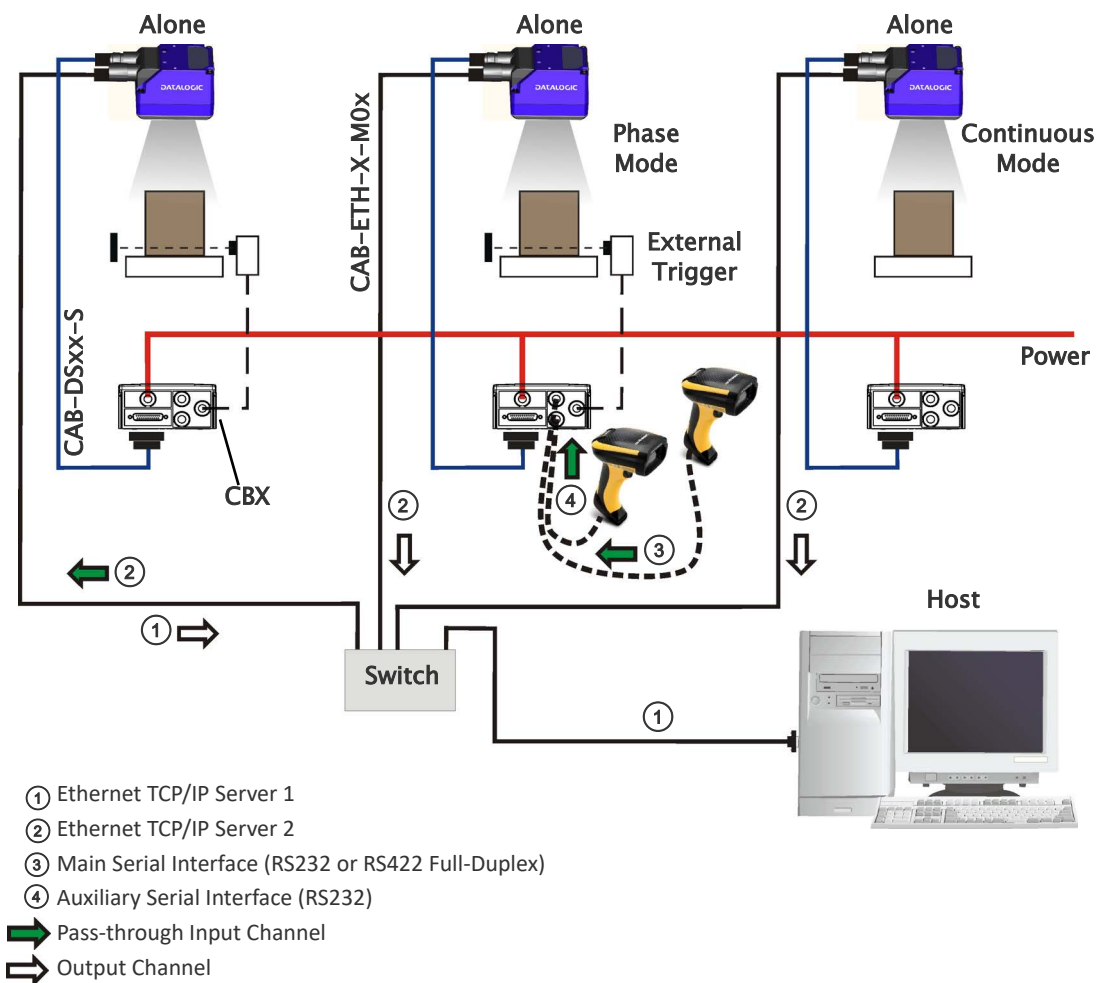 Alone
Alone
Alone
DATALOGIC
DATALOGIC
DATALOGIC
Phase
Mode
Continuous
Mode
CAB-ETH-X-M0x
External
Trigger
CAB-DSxx-S
Power
CBX
4
2
2
3
2
1
Host
Switch
1
1 Ethernet TCP/IP Server 1
2 Ethernet TCP/IP Server 2
3 Main Serial Interface (RS232 or RS422 Full-Duplex)
4 Auxiliary Serial Interface (RS232)
Pass-through Input Channel
Output Channel